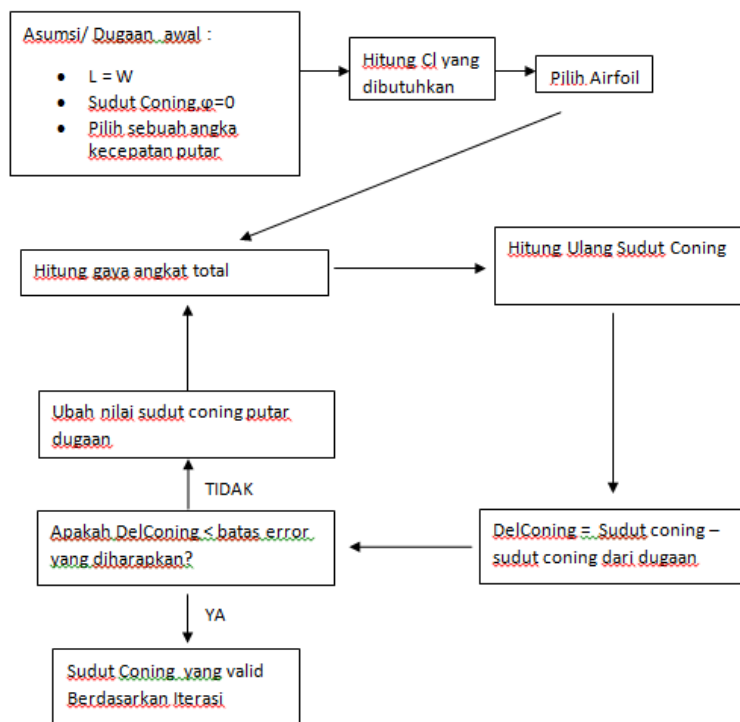 Asumsi/ Dugaan awal :
• L = W
• Sudut Coning,φ=0
• Pilih sebuah angka
kecepatan putar
Hitung Cl yang
dibutuhkan
Pilih Airfoil
Hitung gaya angkat total
Hitung Ulang Sudut Coning
Ubah nilai sudut coning putar
dugaan
TIDAK
Apakah DelConing < batas error
yang diharapkan?
DelConing = Sudut coning –
sudut coning dari dugaan
YA
Sudut Coning yang valid
Berdasarkan Iterasi